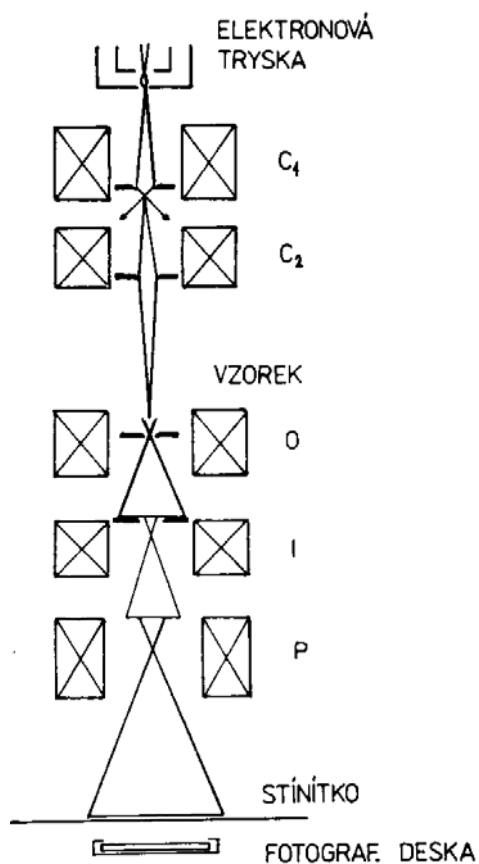 ELEKTRONOVÁ
TRYSKA
C₁
C₂
VZOREK
O
I
P
STÍNÍTKO
FOTOGRAF. DESKA